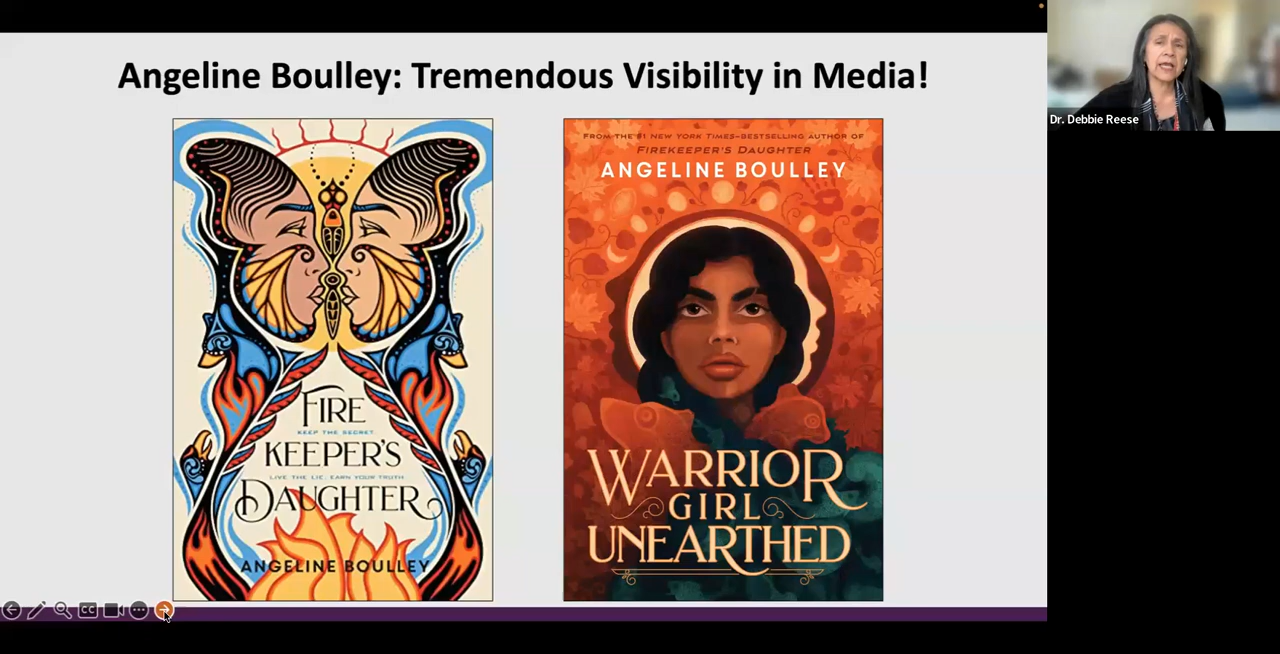 Angeline Boulley: Tremendous Visibility in Media!
FIRE
KEEP THE SECRET.
KEEPER'S
LIVE THE LIE. EARN YOUR TRUTH.
DAUGHTER
ANGELINE BOULLEY
FROM THE #1 NEW YORK TIMES–BESTSELLING AUTHOR OF
FIREKEEPER'S DAUGHTER
ANGELINE BOULLEY
WARRIOR
GIRL
UNEARTHED
Dr. Debbie Reese
CC